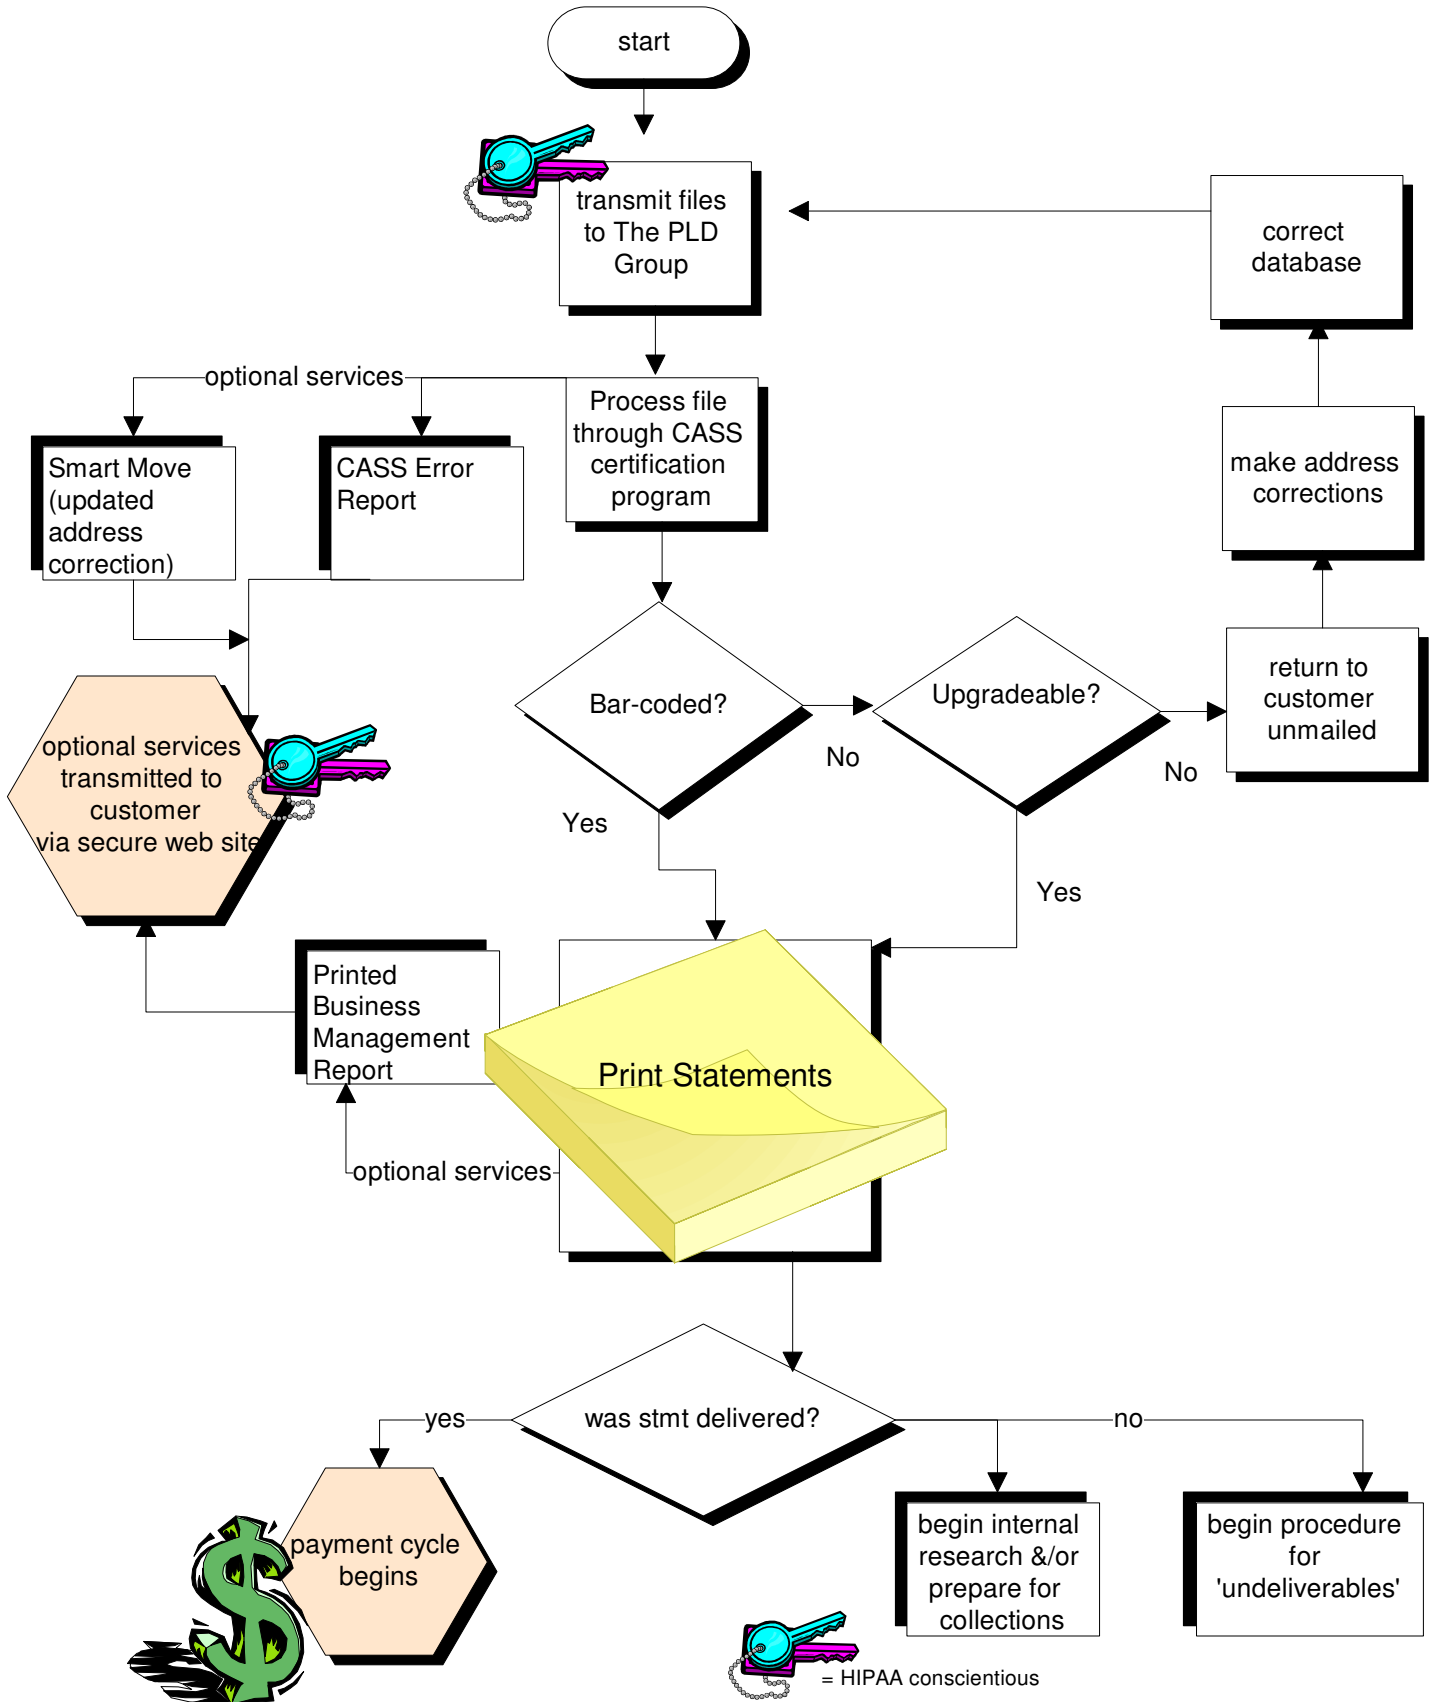 start
transmit files
to The PLD
Group
correct
database
optional services
Process file
through CASS
certification
program
Smart Move
(updated
address
correction)
CASS Error
Report
make address
corrections
Bar-coded?
Upgradeable?
return to
customer
unmailed
No
No
optional services
transmitted to
customer
via secure web site
Yes
Yes
Printed
Business
Management
Report
Print Statements
optional services
was stmt delivered?
yes
no
payment cycle
begins
begin internal
research &/or
prepare for
collections
begin procedure
for
'undeliverables'
= HIPAA conscientious